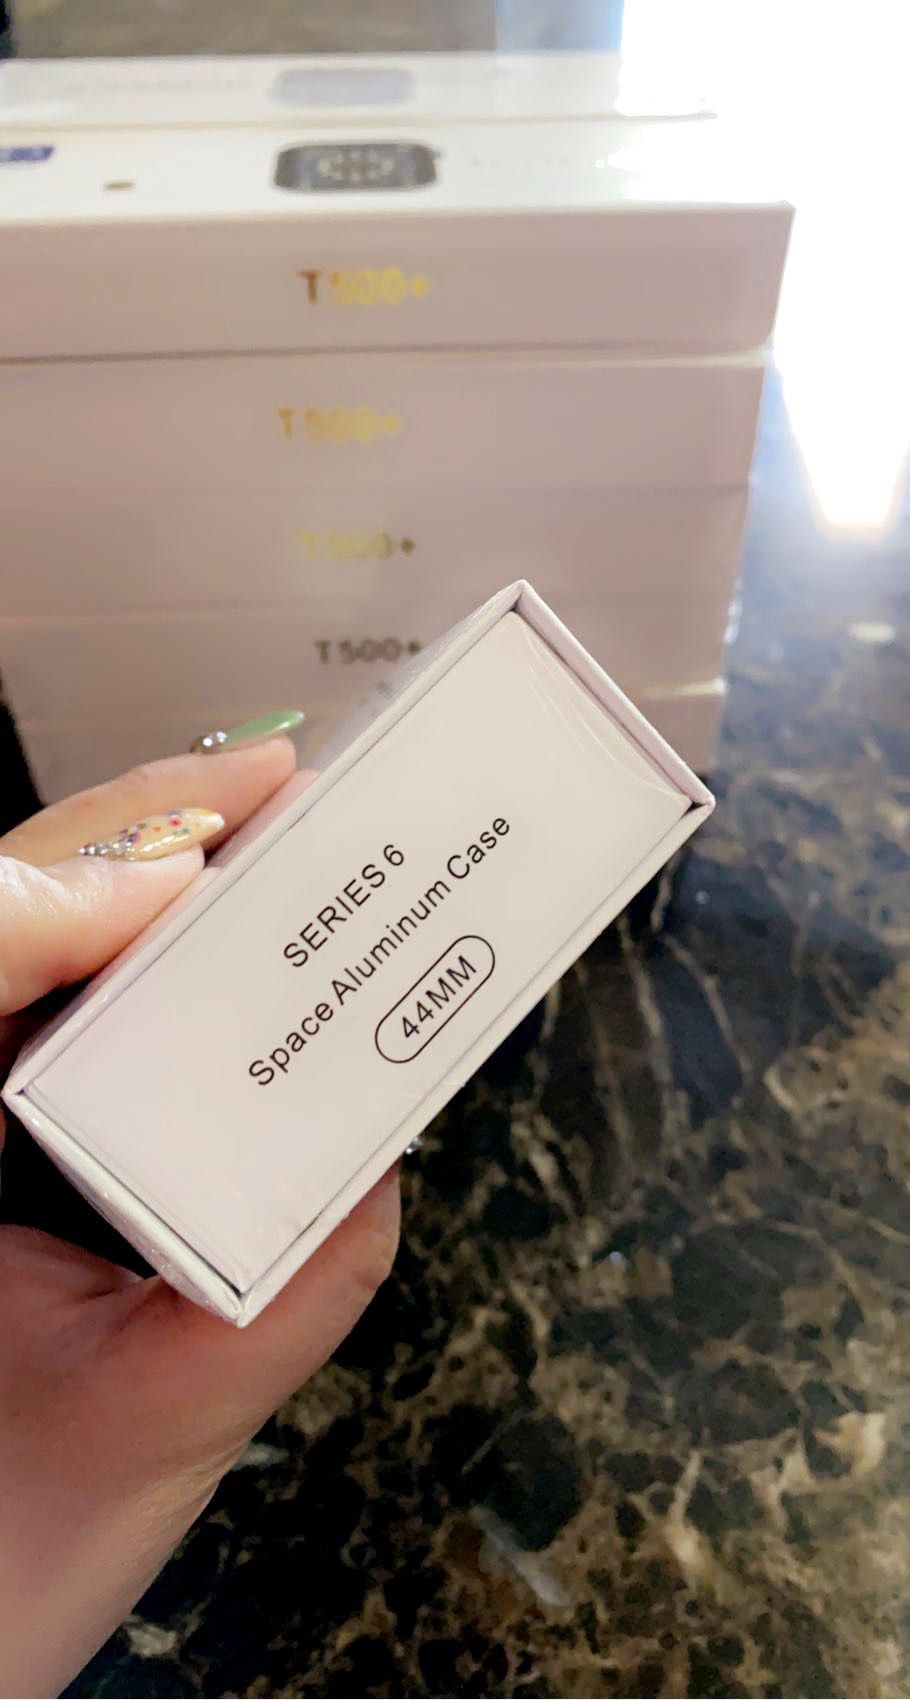 T500+
T500+
T500+
T500+
SERIES 6
Space Aluminum Case
44MM